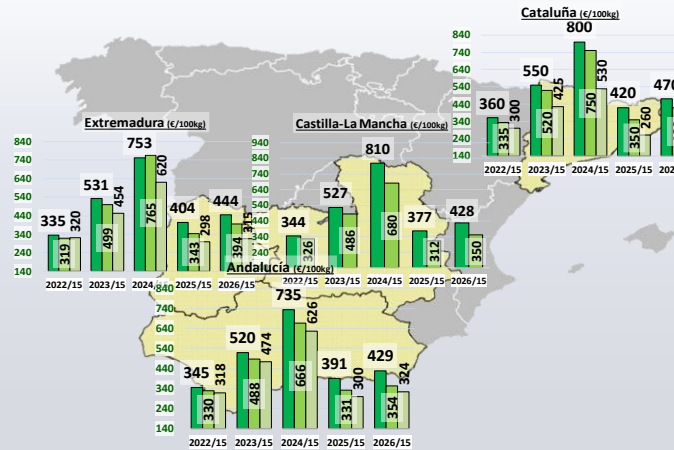 Cataluña (€/100kg)
840
740
640
540
440
340
240
140
360 335 300
550 520 425
800 750 530
420 350 260
470
2022/15 2023/15 2024/15 2025/15
Extremadura (€/100kg)
840
740
640
540
440
340
240
140
335 319 320
531 499 454
753 765 620
404 343 298
444 394 315
2022/15 2023/15 2024/15 2025/15 2026/15
Castilla-La Mancha (€/100kg)
940
840
740
640
540
440
340
240
344 326
527 486
810 680
377 312
428 350
2022/15 2023/15 2024/15 2025/15 2026/15
Andalucía (€/100kg)
840
740
640
540
440
340
240
140
345 330 318
520 488 474
735 666 626
391 331 300
429 354 324
2022/15 2023/15 2024/15 2025/15 2026/15